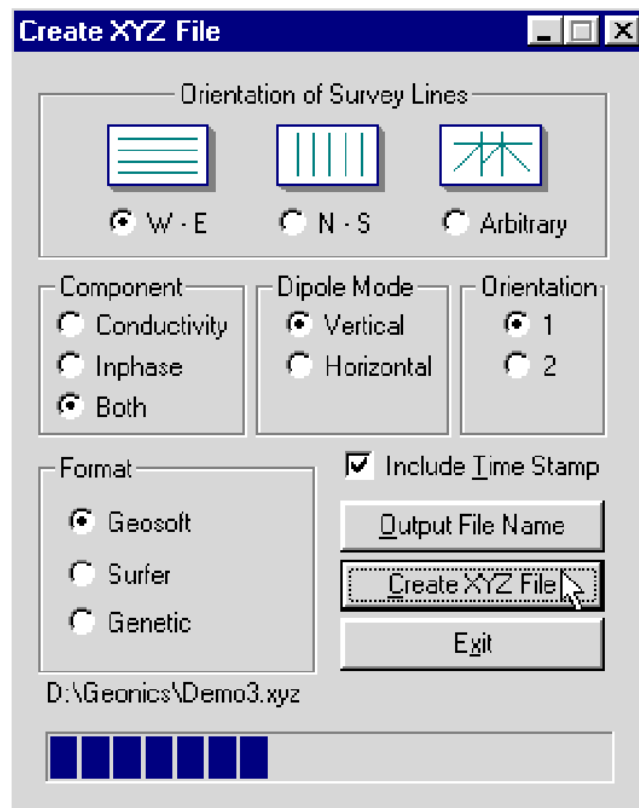 Create XYZ File
Orientation of Survey Lines
W - E
N - S
Arbitrary
Component
Conductivity
Inphase
Both
Dipole Mode
Vertical
Horizontal
Orientation
1
2
Format
Geosoft
Surfer
Genetic
Include Time Stamp
Output File Name
Create XYZ File
Exit
D:\Geonics\Demo3.xyz